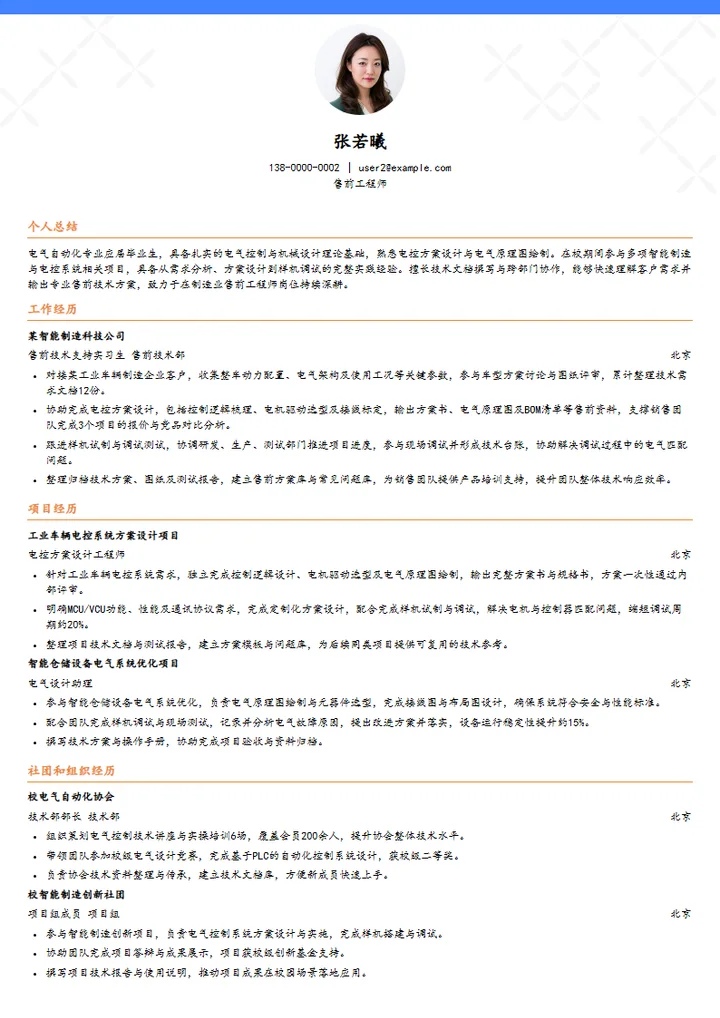 张若曦
138-0000-0002 | user2@example.com
售前工程师
个人总结
电气自动化专业应届毕业生，具备扎实的电气控制与机械设计理论基础，熟悉电控方案设计与电气原理图绘制。在校期间参与多项智能制造
与电控系统相关项目，具备从需求分析、方案设计到样机调试的完整实践经验。擅长技术文档撰写与跨部门协作，能够快速理解客户需求并
输出专业售前技术方案，致力于在制造业售前工程师岗位持续深耕。
工作经历
某智能制造科技公司
售前技术支持实习生 售前技术部 北京
• 对接某工业车辆制造企业客户，收集整车动力配置、电气架构及使用工况等关键参数，参与车型方案讨论与图纸评审，累计整理技术需
求文档12份。
• 协助完成电控方案设计，包括控制逻辑梳理、电机驱动选型及接线标定，输出方案书、电气原理图及BOM清单等售前资料，支撑销售团
队完成3个项目的报价与竞品对比分析。
• 跟进样机试制与调试测试，协调研发、生产、测试部门推进项目进度，参与现场调试并形成技术台账，协助解决调试过程中的电气匹配
问题。
• 整理归档技术方案、图纸及测试报告，建立售前方案库与常见问题库，为销售团队提供产品培训支持，提升团队整体技术响应效率。
项目经历
工业车辆电控系统方案设计项目
电控方案设计工程师 北京
• 针对工业车辆电控系统需求，独立完成控制逻辑设计、电机驱动选型及电气原理图绘制，输出完整方案书与规格书，方案一次性通过内
部评审。
• 明确MCU/VCU功能、性能及通讯协议需求，完成定制化方案设计，配合完成样机试制与调试，解决电机与控制器匹配问题，缩短调试周
期约20%。
• 整理项目技术文档与测试报告，建立方案模板与问题库，为后续同类项目提供可复用的技术参考。
智能仓储设备电气系统优化项目
电气设计助理 北京
• 参与智能仓储设备电气系统优化，负责电气原理图绘制与元器件选型，完成接线图与布局图设计，确保系统符合安全与性能标准。
• 配合团队完成样机调试与现场测试，记录并分析电气故障原因，提出改进方案并落实，设备运行稳定性提升约15%。
• 撰写技术方案与操作手册，协助完成项目验收与资料归档。
社团和组织经历
校电气自动化协会
技术部部长 技术部 北京
• 组织策划电气控制技术讲座与实操培训6场，覆盖会员200余人，提升协会整体技术水平。
• 带领团队参加校级电气设计竞赛，完成基于PLC的自动化控制系统设计，获校级二等奖。
• 负责协会技术资料整理与传承，建立技术文档库，方便新成员快速上手。
校智能制造创新社团
项目组成员 项目组 北京
• 参与智能制造创新项目，负责电气控制系统方案设计与实施，完成样机搭建与调试。
• 协助团队完成项目答辩与成果展示，项目获校级创新基金支持。
• 撰写项目技术报告与使用说明，推动项目成果在校园场景落地应用。